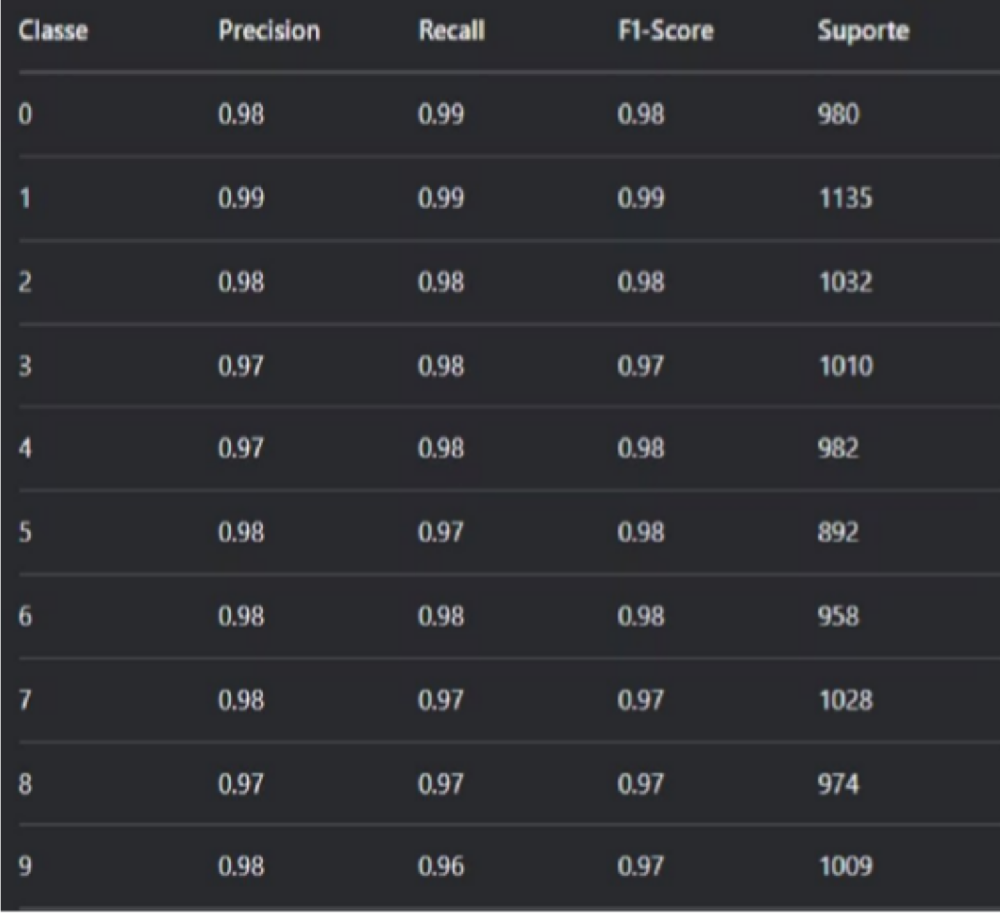 Classe Precision Recall F1-Score Suporte
0 0.98 0.99 0.98 980
1 0.99 0.99 0.99 1135
2 0.98 0.98 0.98 1032
3 0.97 0.98 0.97 1010
4 0.97 0.98 0.98 982
5 0.98 0.97 0.98 892
6 0.98 0.98 0.98 958
7 0.98 0.97 0.97 1028
8 0.97 0.97 0.97 974
9 0.98 0.96 0.97 1009